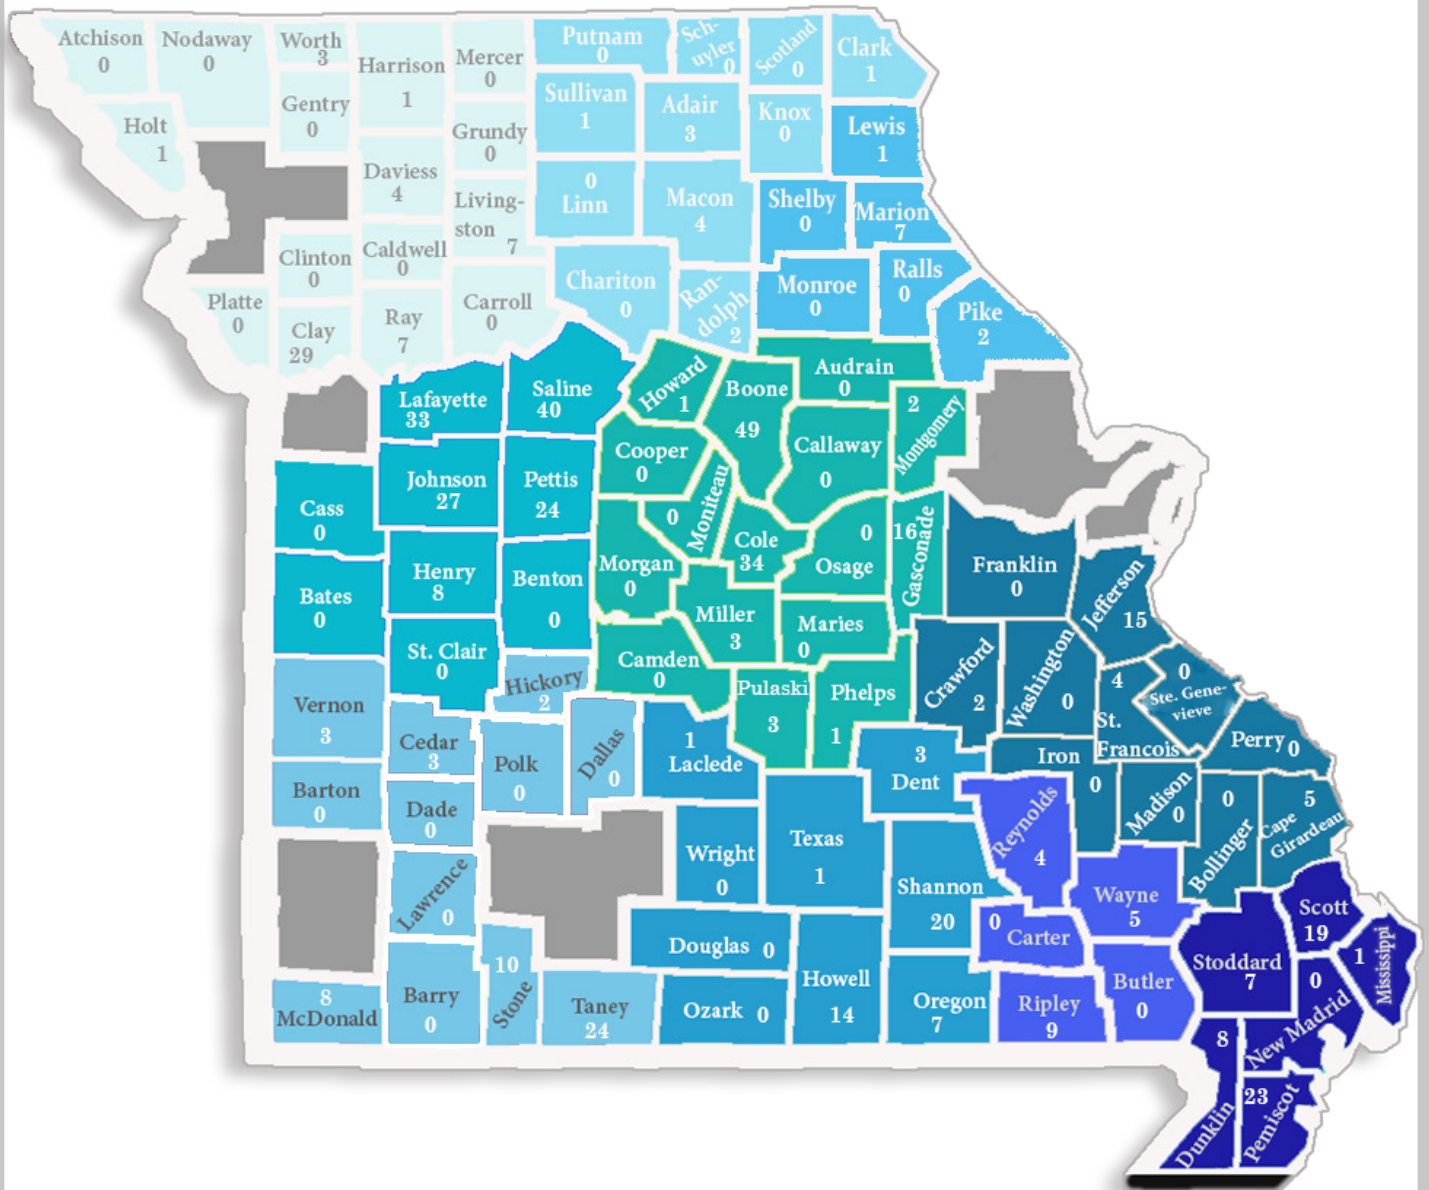 Atchison
0
Nodaway
0
Worth
3
Harrison
1
Mercer
0
Putnam
0
Sch-
uyler
0
Scotland
0
Clark
1
Holt
1
Gentry
0
Grundy
0
Sullivan
1
Adair
3
Knox
0
Lewis
1
Daviess
4
Living-
ston
7
0
Linn
Macon
4
Shelby
0
Marion
7
Clinton
0
Caldwell
0
Platte
0
Clay
29
Ray
7
Carroll
0
Chariton
0
Ran-
dolph
2
Monroe
0
Ralls
0
Pike
2
Lafayette
33
Saline
40
Howard
1
Boone
49
Audrain
0
2
Montgomery
Cass
0
Johnson
27
Pettis
24
Cooper
0
0
Moniteau
Callaway
0
Bates
0
Henry
8
Benton
0
Morgan
0
Cole
34
0
Osage
16
Gasconade
Franklin
0
Jefferson
15
St. Clair
0
Hickory
2
Camden
0
Miller
3
Maries
0
Pulaski
3
Phelps
1
Crawford
2
Washington
0
4
St.
Francois
0
Ste. Gene-
vieve
Perry
0
Vernon
3
Cedar
3
Polk
0
Dallas
0
1
Laclede
3
Dent
Iron
0
Madison
0
0
Bollinger
5
Cape
Girardeau
Barton
0
Dade
0
Wright
0
Texas
1
Shannon
20
Reynolds
4
Wayne
5
Lawrence
0
Douglas 0
0
Carter
Scott
19
Stoddard
7
1
Mississippi
8
McDonald
Barry
0
10
Stone
Taney
24
Ozark 0
Howell
14
Oregon
7
Ripley
9
Butler
0
0
New Madrid
8
Dunklin
23
Pemiscot